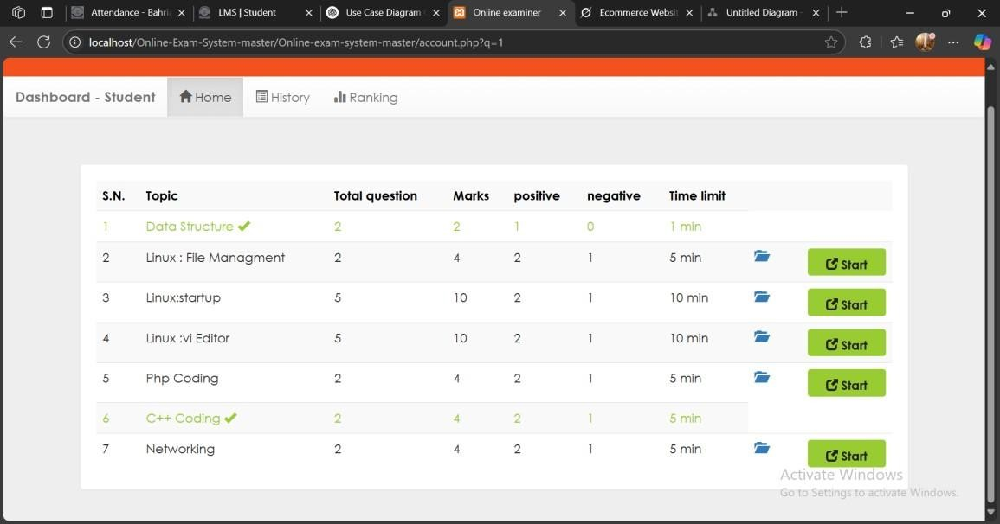 Attendance - Bahri
LMS | Student
Use Case Diagram
Online examiner
Ecommerce Websit
Untitled Diagram -
localhost/Online-Exam-System-master/Online-exam-system-master/account.php?q=1
Dashboard - Student Home History Ranking
S.N. Topic Total question Marks positive negative Time limit
1 Data Structure ✔ 2 2 1 0 1 min
2 Linux : File Managment 2 4 2 1 5 min Start
3 Linux:startup 5 10 2 1 10 min Start
4 Linux :vi Editor 5 10 2 1 10 min Start
5 Php Coding 2 4 2 1 5 min Start
6 C++ Coding ✔ 2 4 2 1 5 min
7 Networking 2 4 2 1 5 min Start
Activate Windows
Go to Settings to activate Windows.